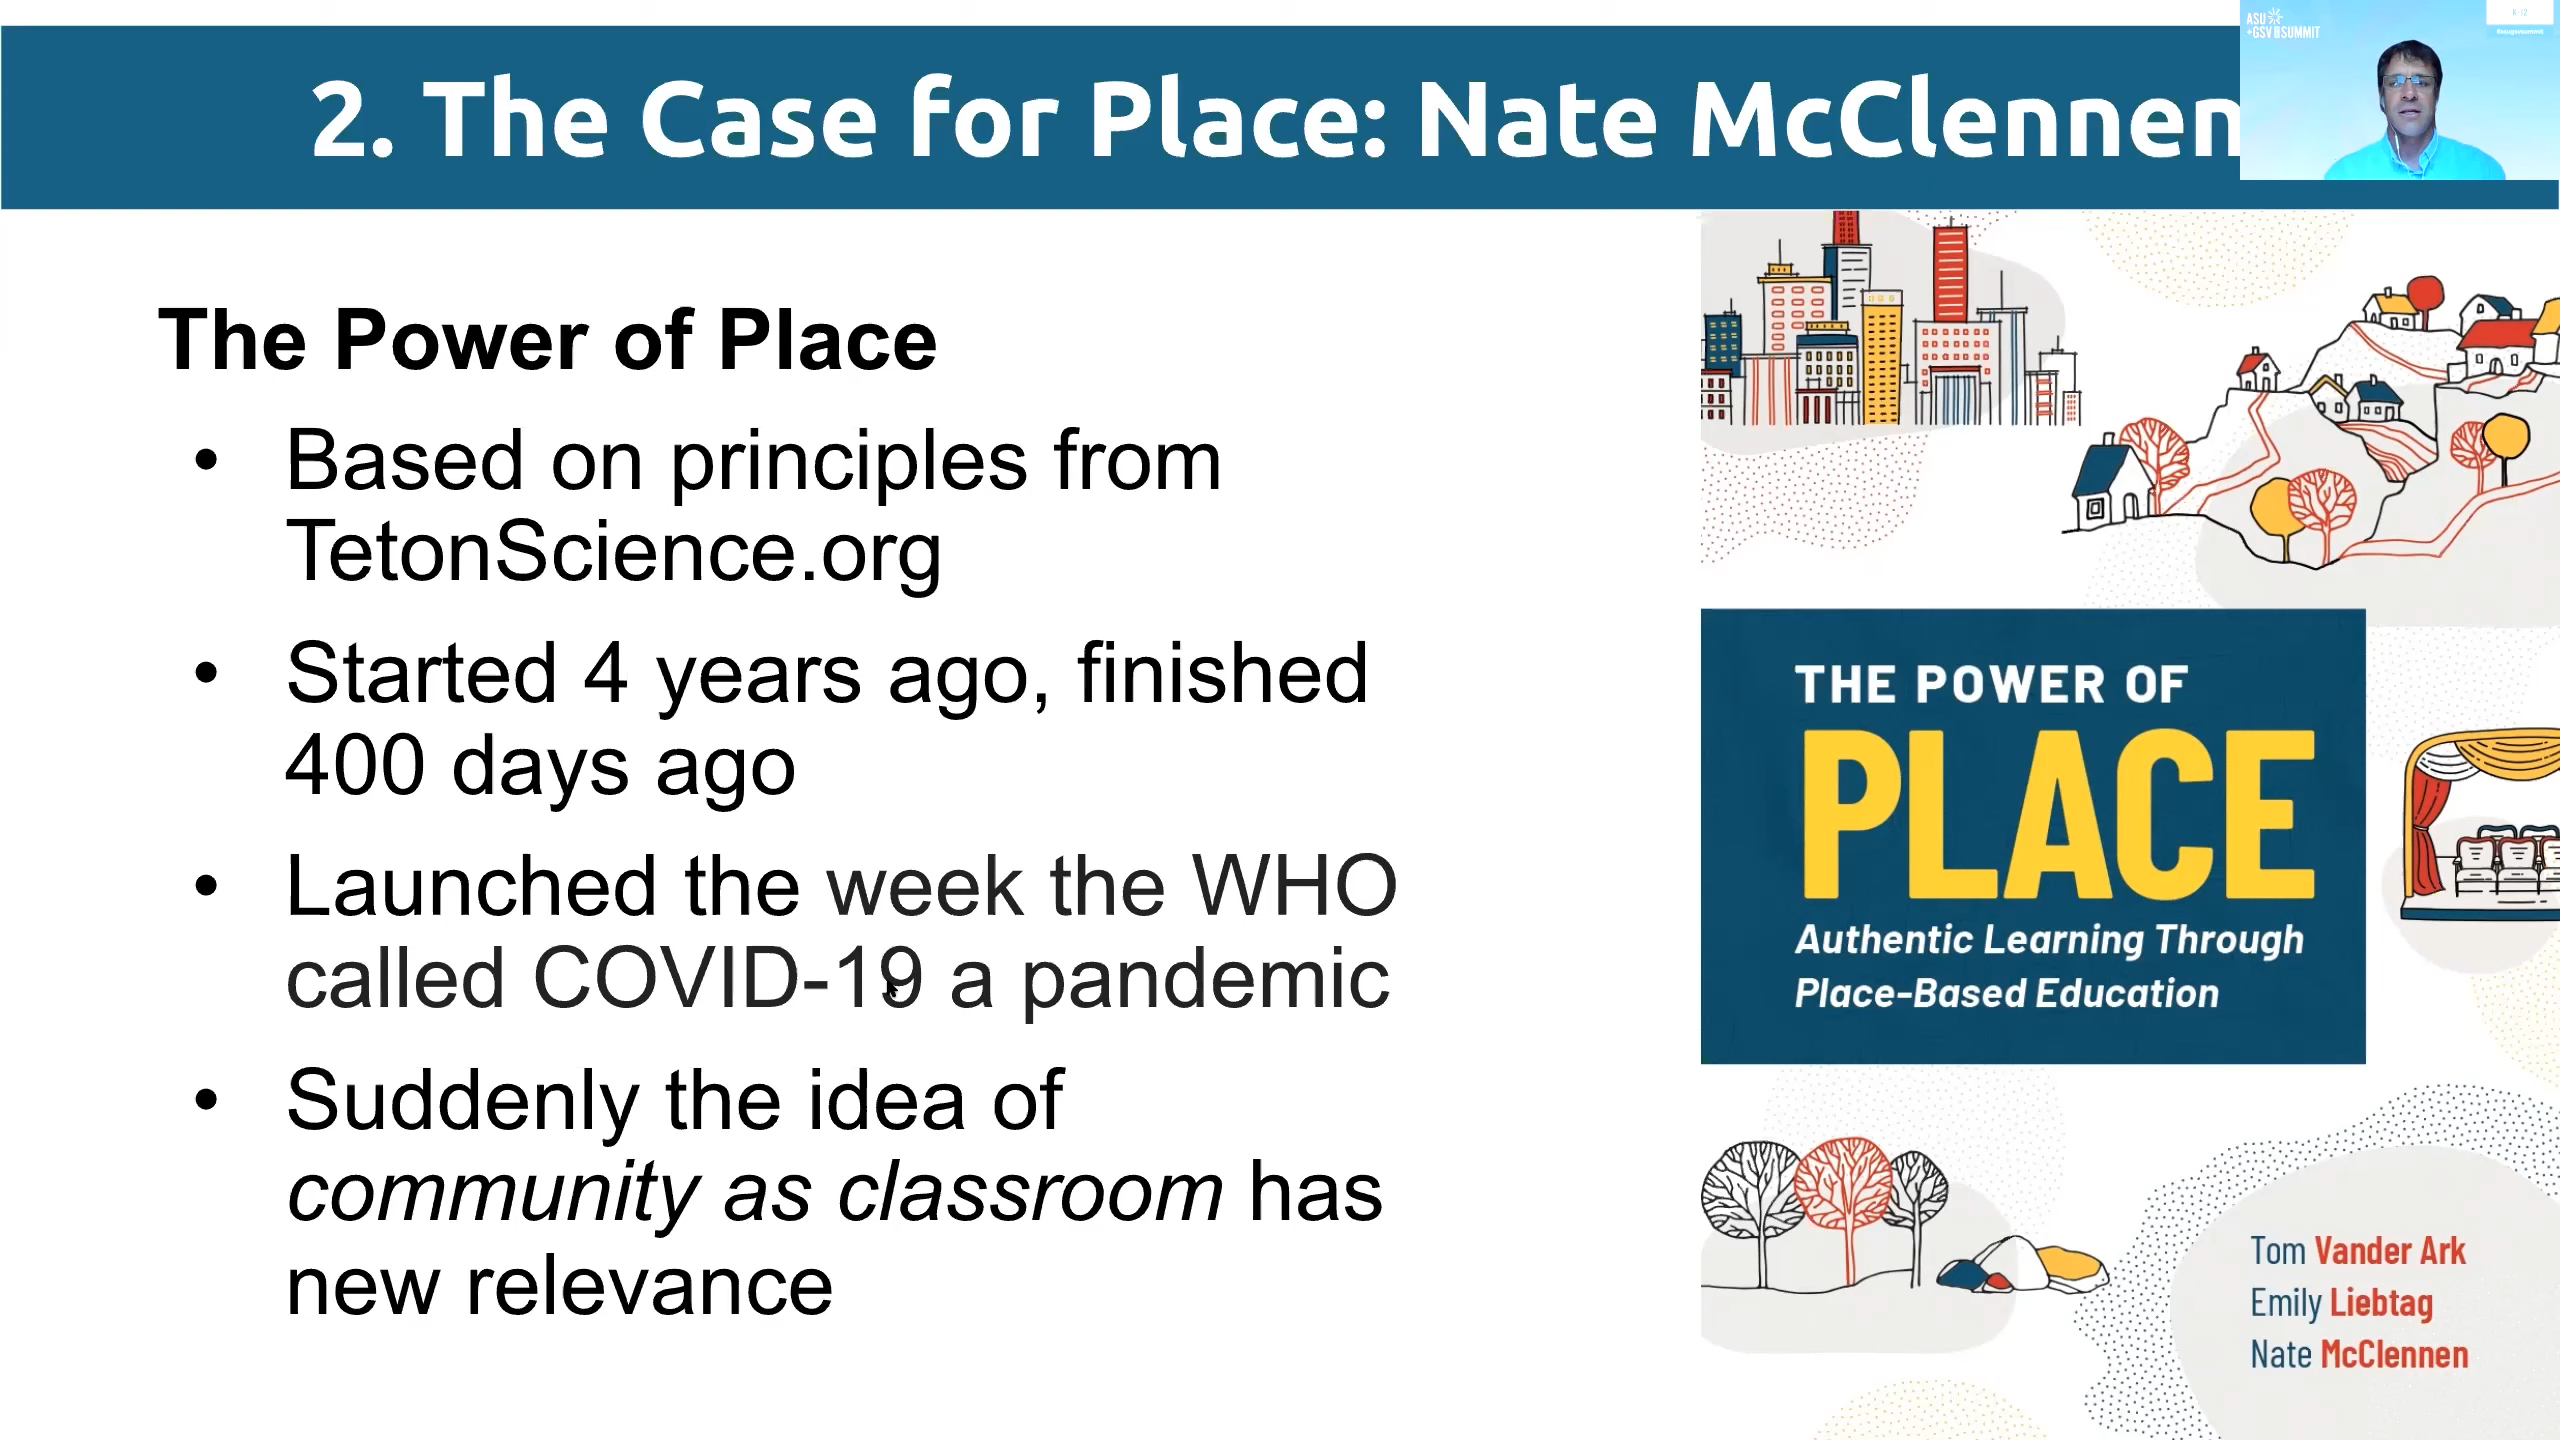 2. The Case for Place: Nate McClennen
ASU
+GSV SUMMIT
The Power of Place
• Based on principles from
TetonScience.org
• Started 4 years ago, finished
400 days ago
• Launched the week the WHO
called COVID-19 a pandemic
• Suddenly the idea of
community as classroom has
new relevance
THE POWER OF
PLACE
Authentic Learning Through
Place-Based Education
Tom Vander Ark
Emily Liebtag
Nate McClennen